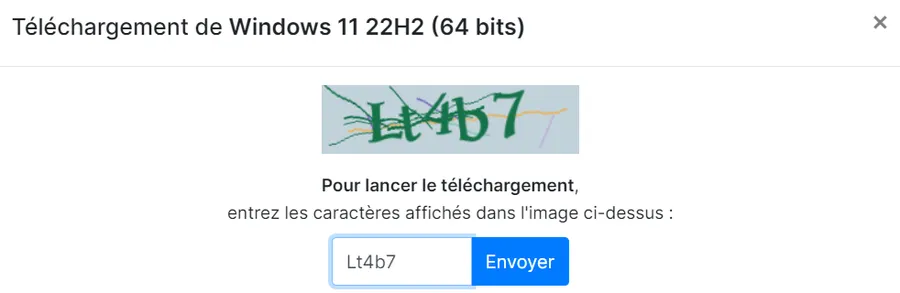 Téléchargement de Windows 11 22H2 (64 bits) ×
Lt4b7
Pour lancer le téléchargement,
entrez les caractères affichés dans l'image ci-dessus :
Lt4b7 Envoyer